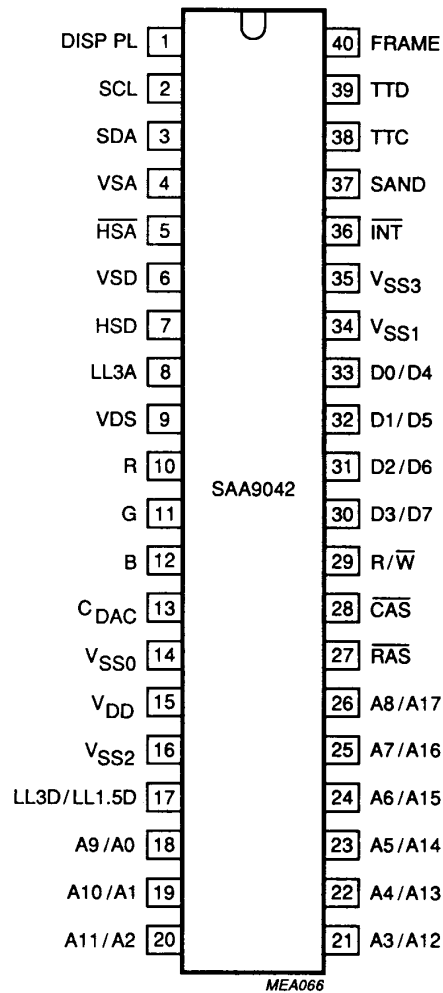 DISP PL 1 40 FRAME
SCL 2 39 TTD
SDA 3 38 TTC
VSA 4 37 SAND
H̅S̅A̅ 5 36 I̅N̅T̅
VSD 6 35 VSS3
HSD 7 34 VSS1
LL3A 8 33 D0/D4
VDS 9 32 D1/D5
R 10 31 D2/D6
SAA9042
G 11 30 D3/D7
B 12 29 R/W̅
CDAC 13 28 C̅A̅S̅
VSS0 14 27 R̅A̅S̅
VDD 15 26 A8/A17
VSS2 16 25 A7/A16
LL3D/LL1.5D 17 24 A6/A15
A9/A0 18 23 A5/A14
A10/A1 19 22 A4/A13
A11/A2 20 21 A3/A12
MEA066